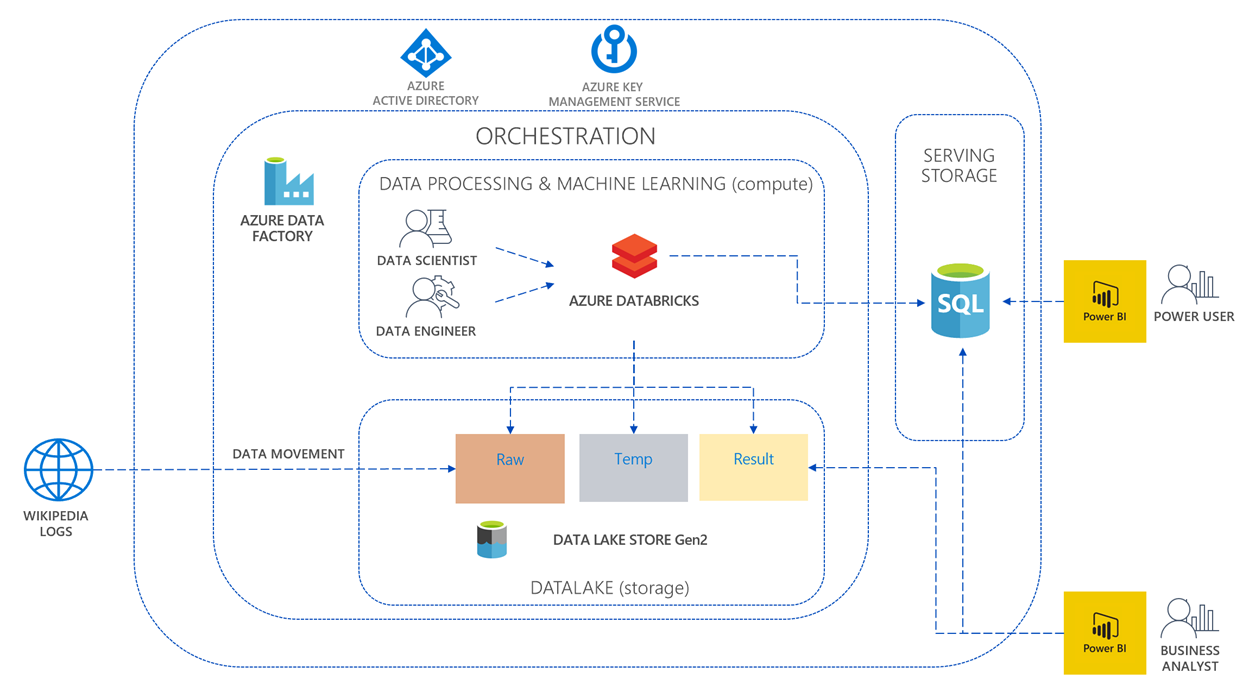 AZURE
ACTIVE DIRECTORY
AZURE KEY
MANAGEMENT SERVICE
ORCHESTRATION
SERVING
STORAGE
AZURE DATA
FACTORY
DATA PROCESSING & MACHINE LEARNING (compute)
DATA SCIENTIST
DATA ENGINEER
AZURE DATABRICKS
SQL
Power BI
POWER USER
WIKIPEDIA
LOGS
DATA MOVEMENT
Raw
Temp
Result
DATA LAKE STORE Gen2
DATALAKE (storage)
Power BI
BUSINESS
ANALYST